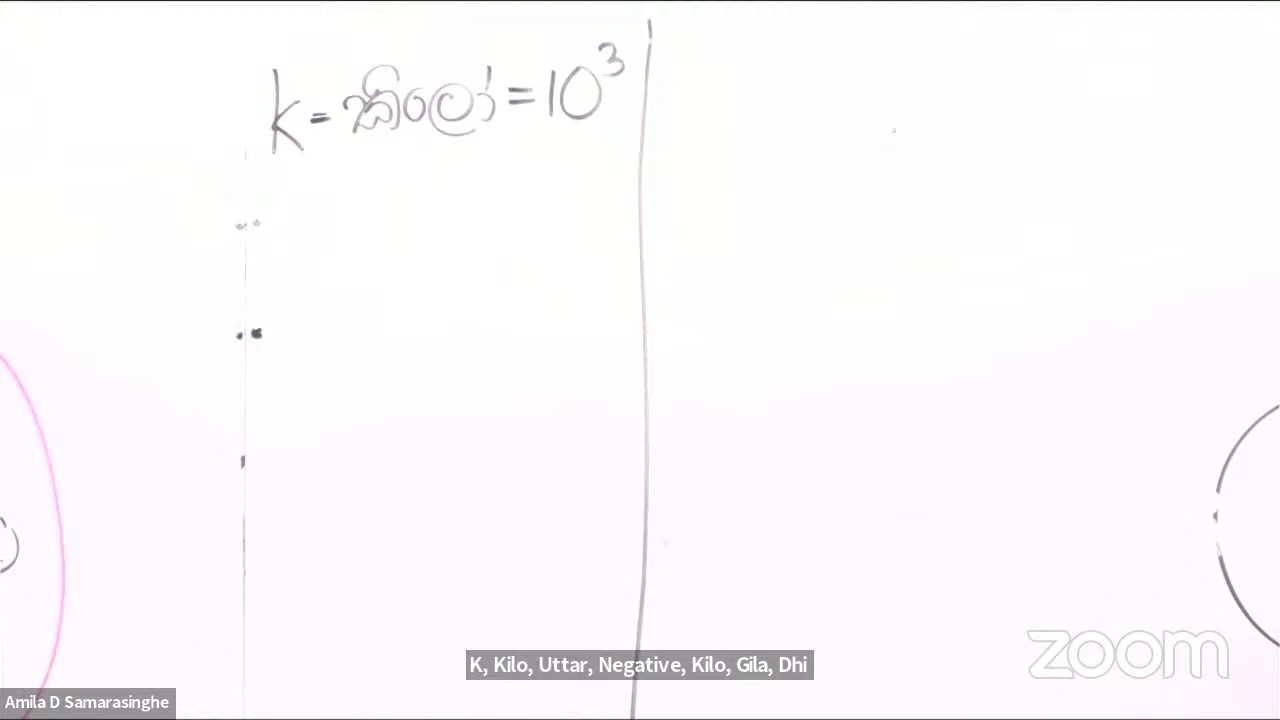 k = කිලෝ = 10³
K, Kilo, Uttar, Negative, Kilo, Gila, Dhi
zoom
Amila D Samarasinghe